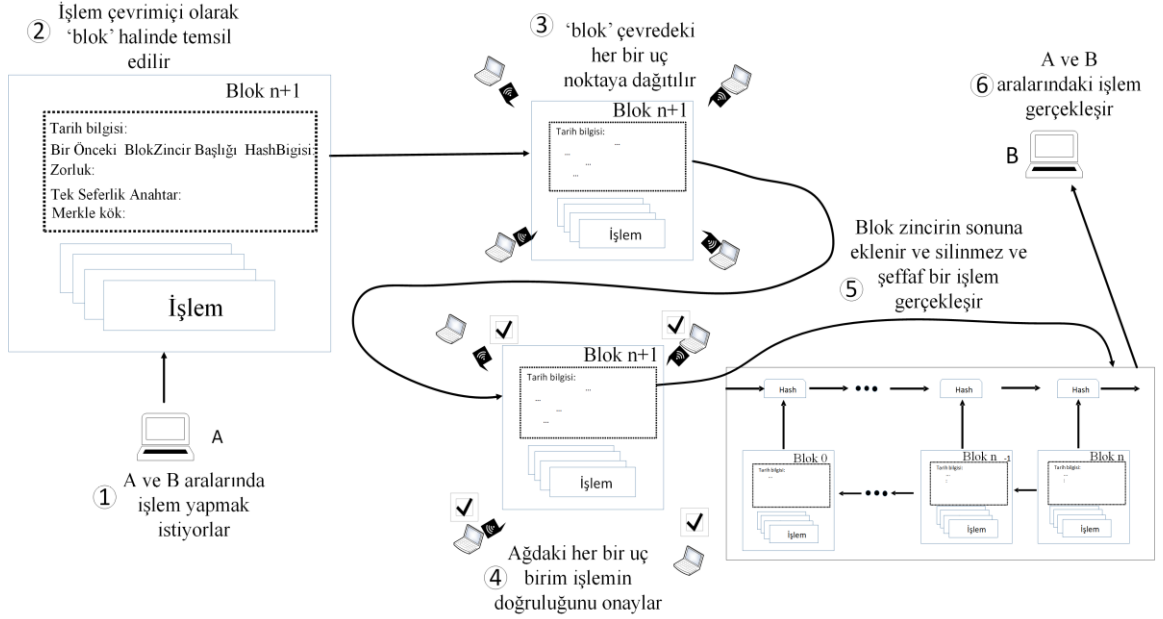 ②
İşlem çevrimiçi olarak
‘blok’ halinde temsil
edilir
Blok n+1
Tarih bilgisi:
Bir Önceki BlokZincir Başlığı HashBigisi
Zorluk:
Tek Seferlik Anahtar:
Merkle kök:
İşlem
A
①
A ve B aralarında
işlem yapmak
istiyorlar
③
‘blok’ çevredeki
her bir uç
noktaya dağıtılır
Blok n+1
Tarih bilgisi:
...
...
...
...
İşlem
Blok n+1
Tarih bilgisi:
...
...
...
...
İşlem
④
Ağdaki her bir uç
birim işlemin
doğruluğunu onaylar
⑤
Blok zincirin sonuna
eklenir ve silinmez ve
şeffaf bir işlem
gerçekleşir
⑥
A ve B
aralarındaki işlem
gerçekleşir
B
Hash
Hash
Hash
Blok 0
Tarih bilgisi:
...
İşlem
Blok n -1
Tarih bilgisi:
...
İşlem
Blok n
Tarih bilgisi:
...
İşlem